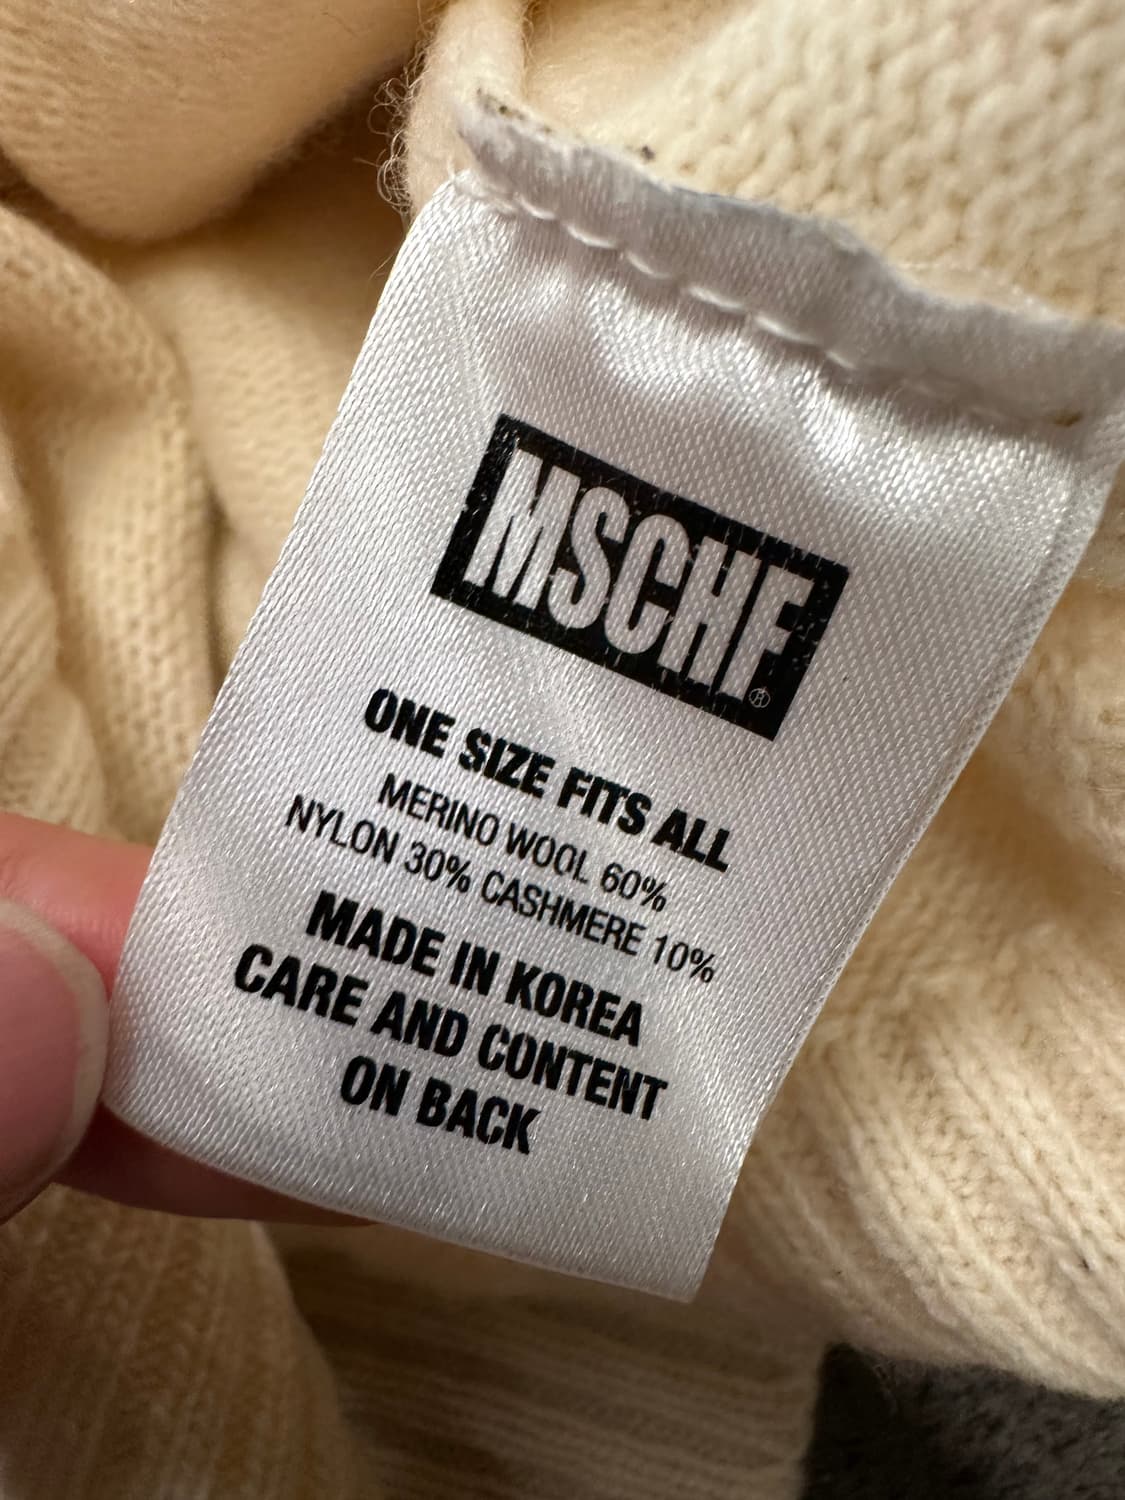 MSCHF®
ONE SIZE FITS ALL
MERINO WOOL 60%
NYLON 30% CASHMERE 10%
MADE IN KOREA
CARE AND CONTENT
ON BACK